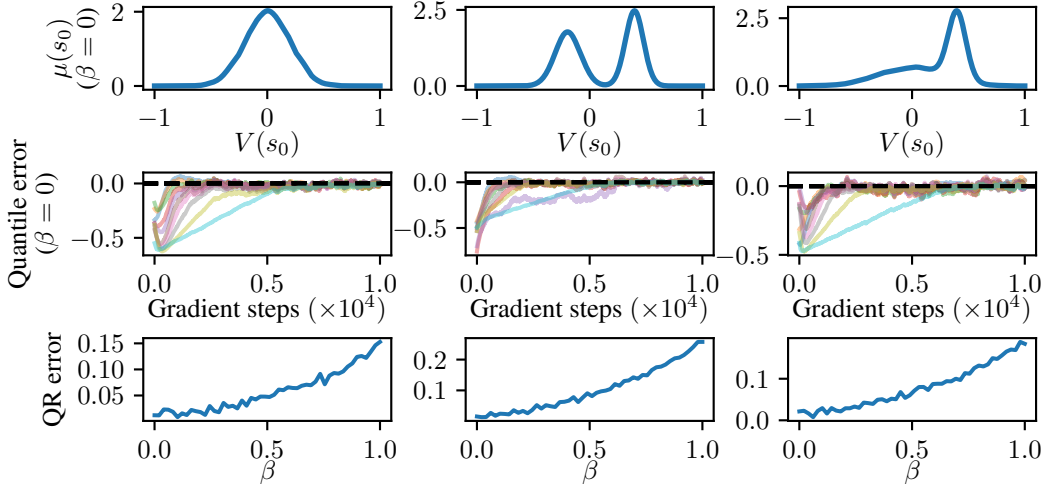 μ(s₀)
(β = 0)
2
0
−1 0 1
V(s₀)
2.5
0.0
−1 0 1
V(s₀)
2.5
0.0
−1 0 1
V(s₀)
Quantile error
(β = 0)
0.0
−0.5
0.0 0.5 1.0
Gradient steps (×10⁴)
0.0
−0.5
0.0 0.5 1.0
Gradient steps (×10⁴)
0.0
−0.5
0.0 0.5 1.0
Gradient steps (×10⁴)
QR error
0.15
0.10
0.05
0.0 0.5 1.0
β
0.2
0.1
0.0 0.5 1.0
β
0.1
0.0
0.0 0.5 1.0
β